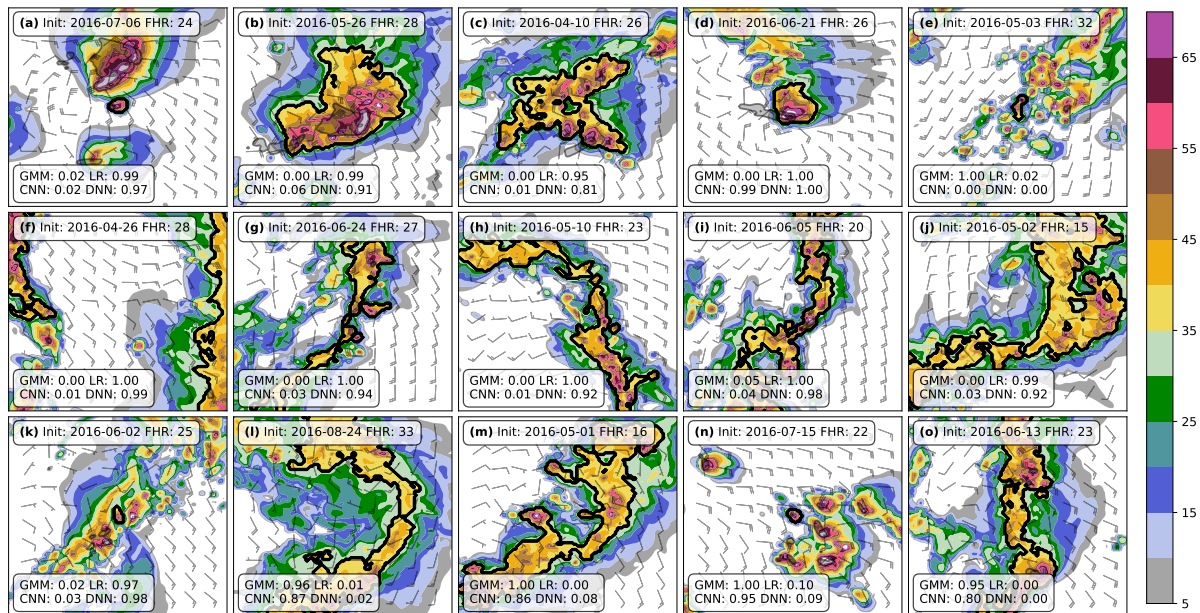 (a) Init: 2016-07-06 FHR: 24
(b) Init: 2016-05-26 FHR: 28
(c) Init: 2016-04-10 FHR: 26
(d) Init: 2016-06-21 FHR: 26
(e) Init: 2016-05-03 FHR: 32
GMM: 0.02 LR: 0.99
CNN: 0.02 DNN: 0.97
GMM: 0.00 LR: 0.99
CNN: 0.06 DNN: 0.91
GMM: 0.00 LR: 0.95
CNN: 0.01 DNN: 0.81
GMM: 0.00 LR: 1.00
CNN: 0.99 DNN: 1.00
GMM: 1.00 LR: 0.02
CNN: 0.00 DNN: 0.00
(f) Init: 2016-04-26 FHR: 28
(g) Init: 2016-06-24 FHR: 27
(h) Init: 2016-05-10 FHR: 23
(i) Init: 2016-06-05 FHR: 20
(j) Init: 2016-05-02 FHR: 15
GMM: 0.00 LR: 1.00
CNN: 0.01 DNN: 0.99
GMM: 0.00 LR: 1.00
CNN: 0.03 DNN: 0.94
GMM: 0.00 LR: 1.00
CNN: 0.01 DNN: 0.92
GMM: 0.05 LR: 1.00
CNN: 0.04 DNN: 0.98
GMM: 0.00 LR: 0.99
CNN: 0.03 DNN: 0.92
(k) Init: 2016-06-02 FHR: 25
(l) Init: 2016-08-24 FHR: 33
(m) Init: 2016-05-01 FHR: 16
(n) Init: 2016-07-15 FHR: 22
(o) Init: 2016-06-13 FHR: 23
GMM: 0.02 LR: 0.97
CNN: 0.03 DNN: 0.98
GMM: 0.96 LR: 0.01
CNN: 0.87 DNN: 0.02
GMM: 1.00 LR: 0.00
CNN: 0.86 DNN: 0.08
GMM: 1.00 LR: 0.10
CNN: 0.95 DNN: 0.09
GMM: 0.95 LR: 0.00
CNN: 0.80 DNN: 0.00
65
55
45
35
25
15
5